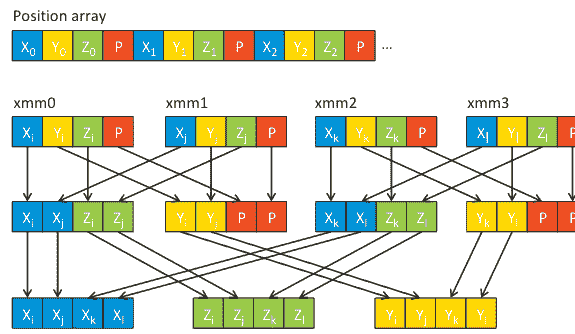 Position array
X₀ Y₀ Z₀ P X₁ Y₁ Z₁ P X₂ Y₂ Z₂ P ...
xmm0 xmm1 xmm2 xmm3
Xᵢ Yᵢ Zᵢ P Xⱼ Yⱼ Zⱼ P Xₖ Yₖ Zₖ P Xₗ Yₗ Zₗ P
Xᵢ Xⱼ Zᵢ Zⱼ Yᵢ Yⱼ P P Xₖ Xₗ Zₖ Zₗ Yₖ Yₗ P P
Xᵢ Xⱼ Xₖ Xₗ Zᵢ Zⱼ Zₖ Zₗ Yᵢ Yⱼ Yₖ Yₗ